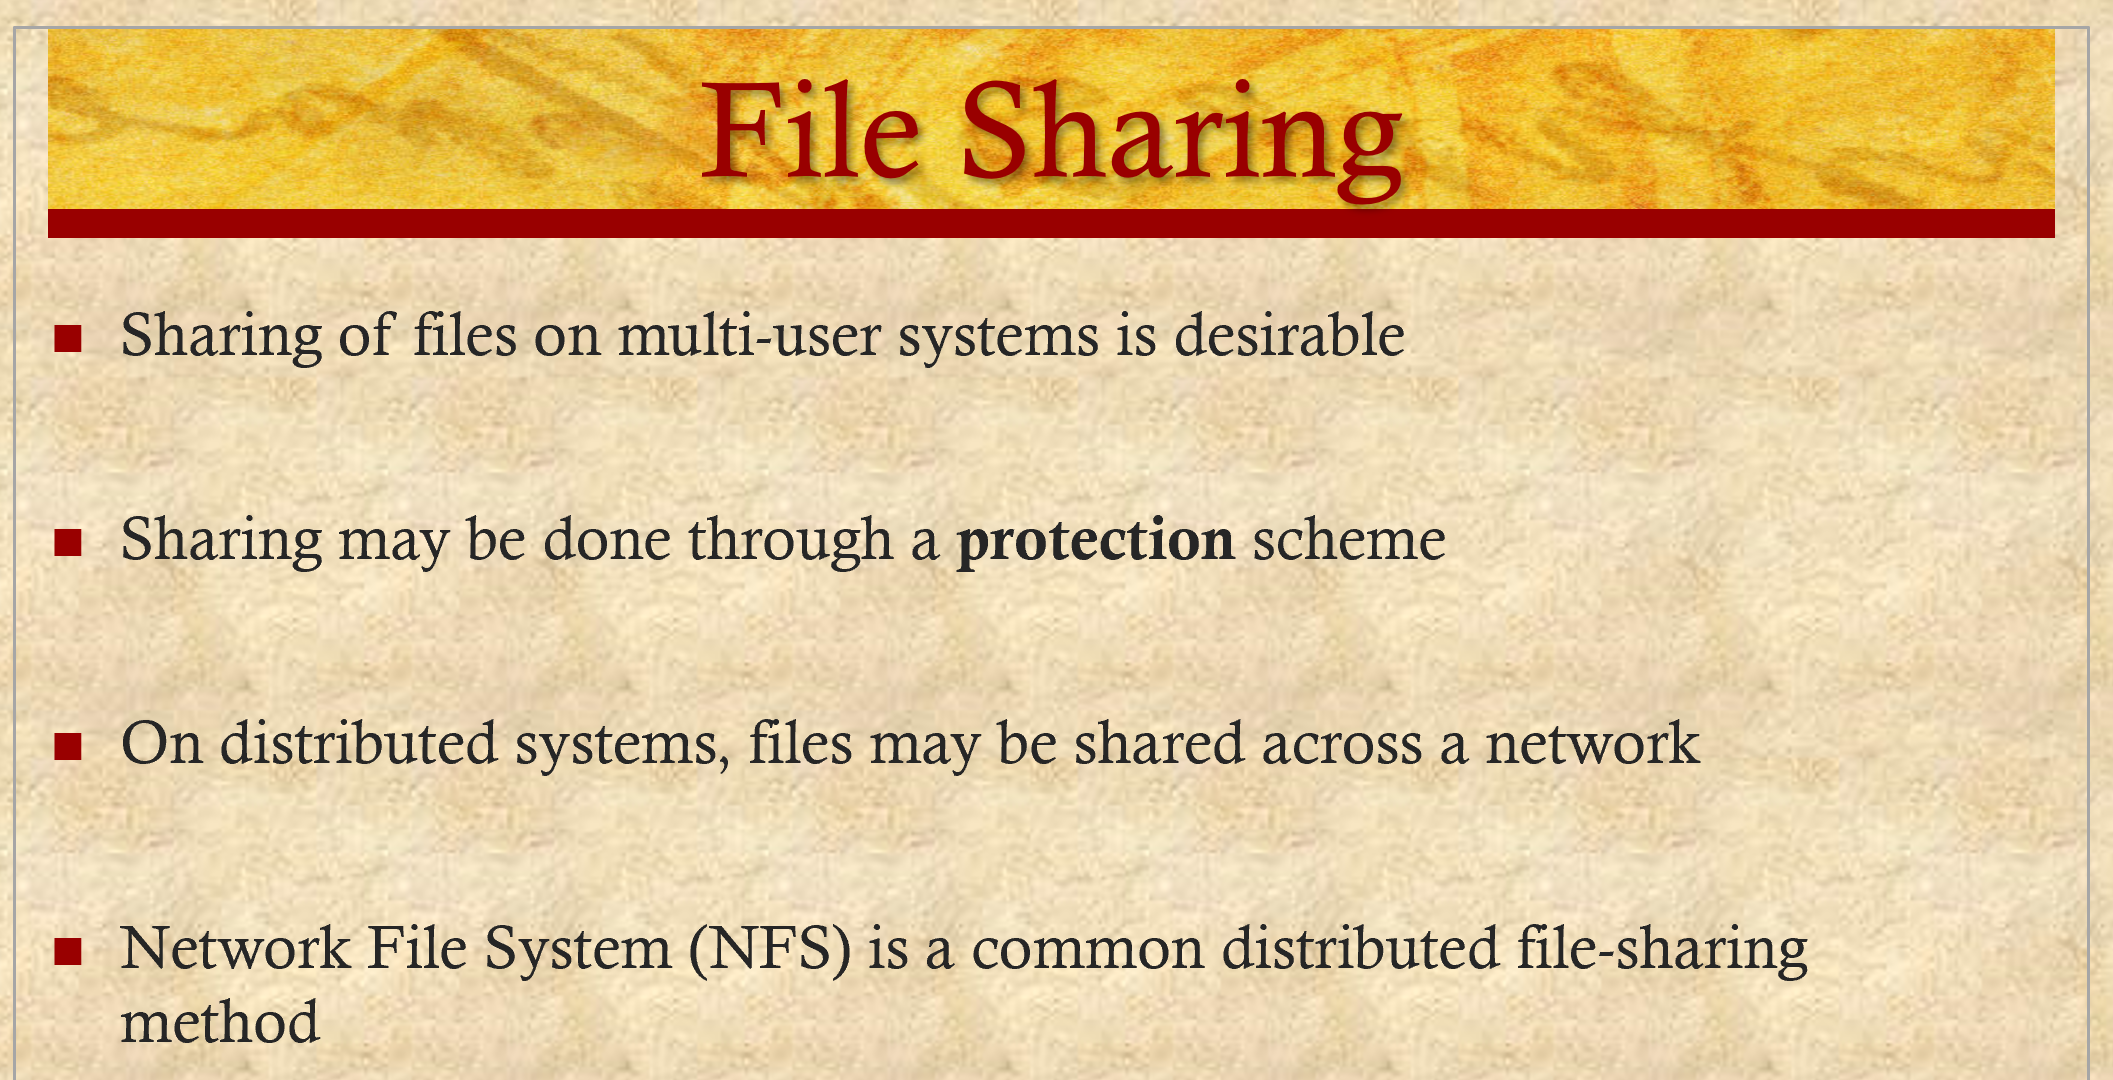 File Sharing
Sharing of files on multi-user systems is desirable
Sharing may be done through a protection scheme
On distributed systems, files may be shared across a network
Network File System (NFS) is a common distributed file-sharing
method